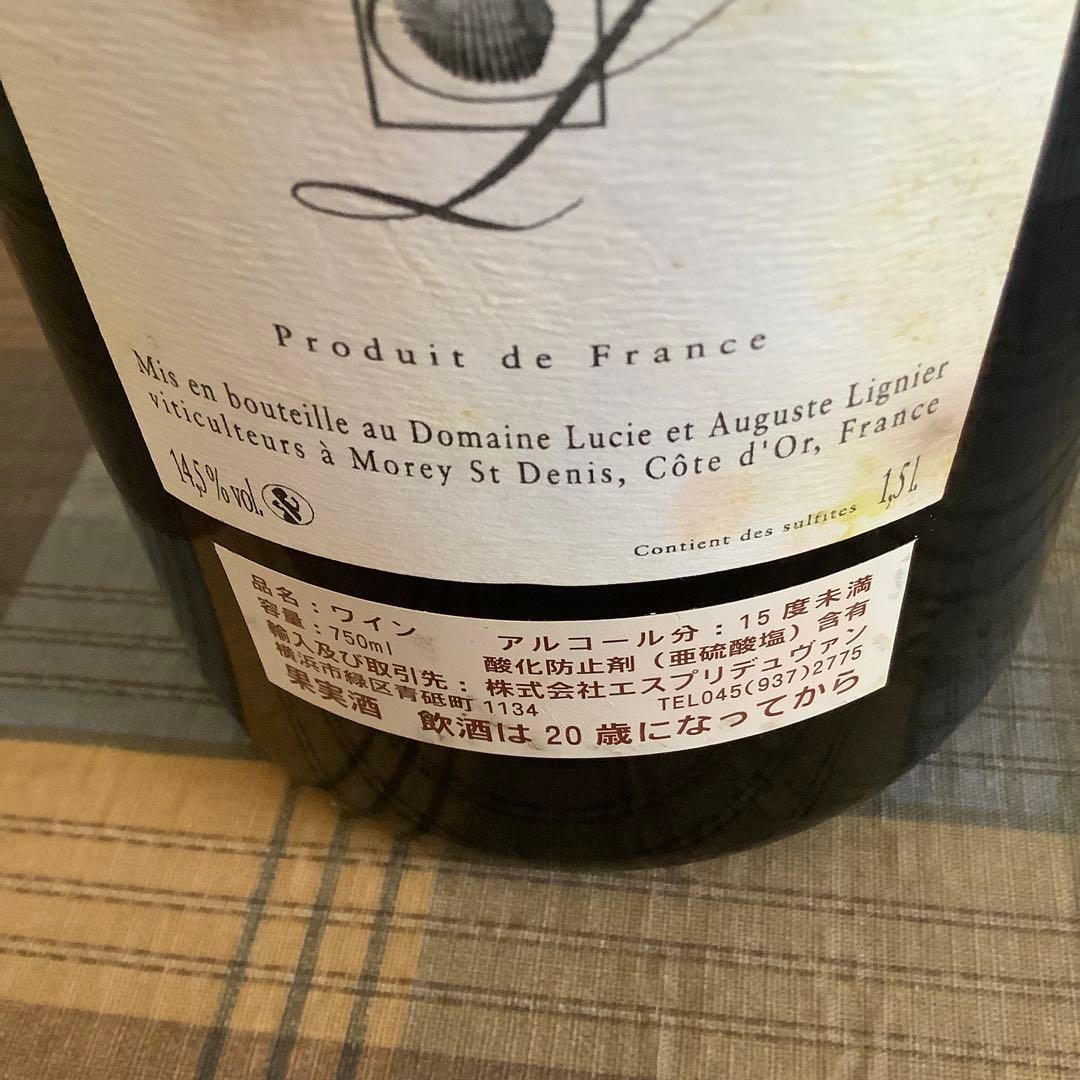 L
Produit de France
Mis en bouteille au Domaine Lucie et Auguste Lignier
viticulteurs à Morey St Denis, Côte d'Or, France
14,5%vol.
1,5 l.
Contient des sulfites
品名：ワイン アルコール分：15度未満
容量：750ml 酸化防止剤（亜硫酸塩）含有
輸入及び取引先：株式会社エスプリデュヴァン
横浜市緑区青砥町1134 TEL045(937)2775
果実酒 飲酒は20歳になってから